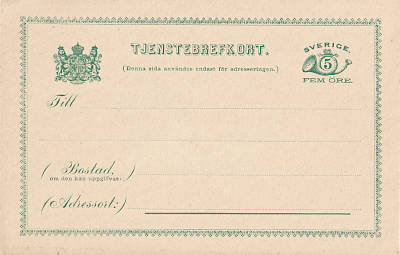 TJENSTEBREFKORT.
(Denna sida användes endast för adresseringen.)
SVERIGE.
5
FEM ÖRE.
Till
(Bostad,
om den kan uppgifvas:)
(Adressort:)